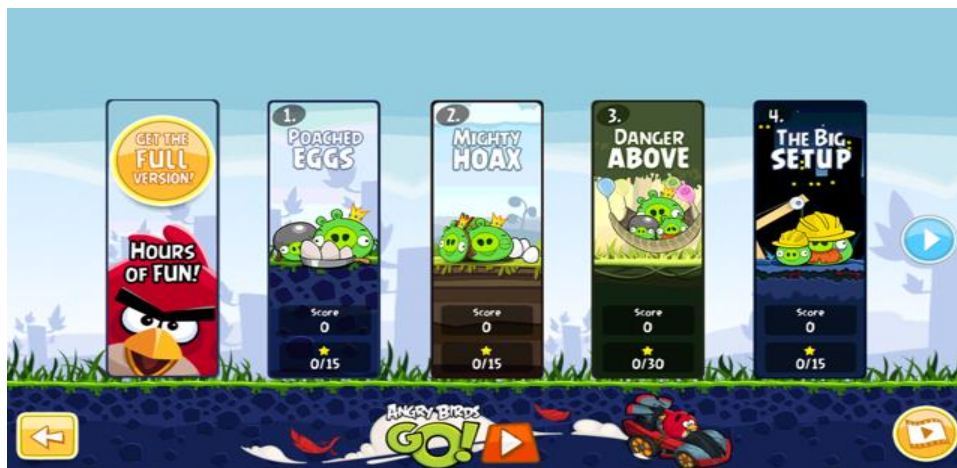 GET THE
FULL
VERSION!
HOURS
OF FUN!
1.
POACHED
EGGS
Score
0
0/15
2.
MIGHTY
HOAX
Score
0
0/15
3.
DANGER
ABOVE
Score
0
0/30
4.
THE BIG
SETUP
Score
0
0/15
ANGRY BIRDS
GO!